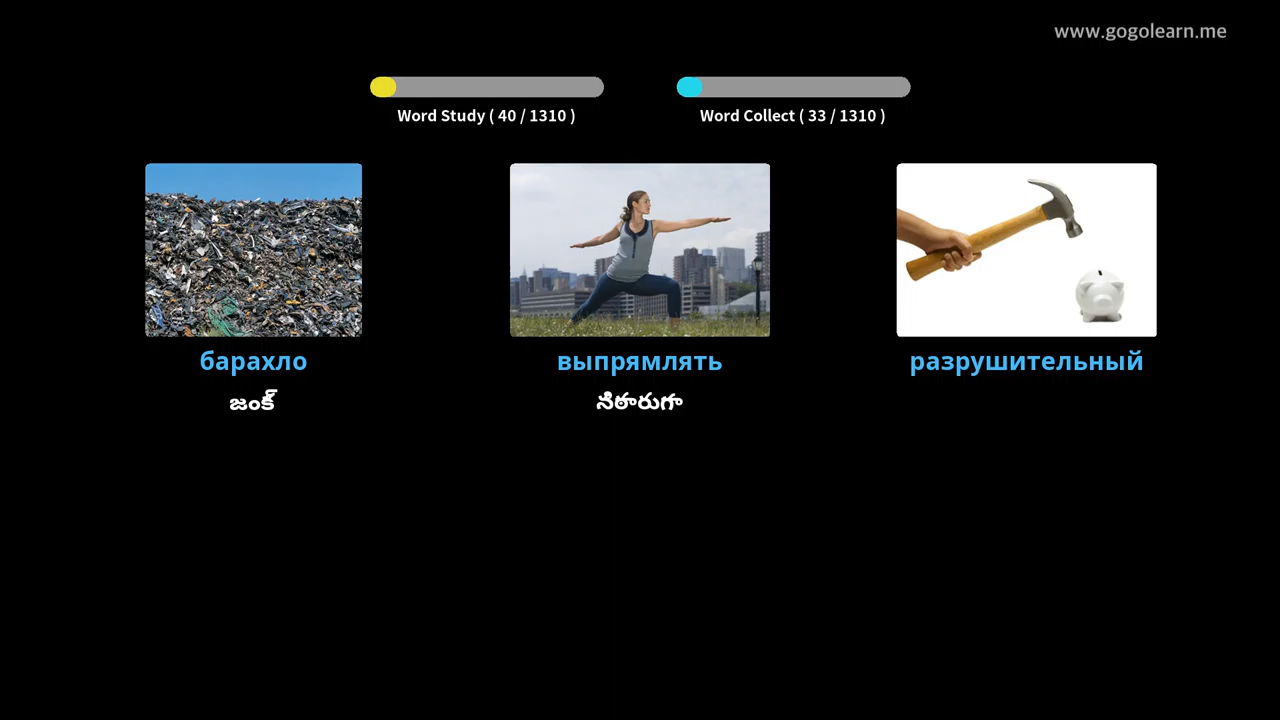 www.gogolearn.me
Word Study ( 40 / 1310 )
Word Collect ( 33 / 1310 )
барахло
выпрямлять
разрушительный
జంక్
నిఠారుగా